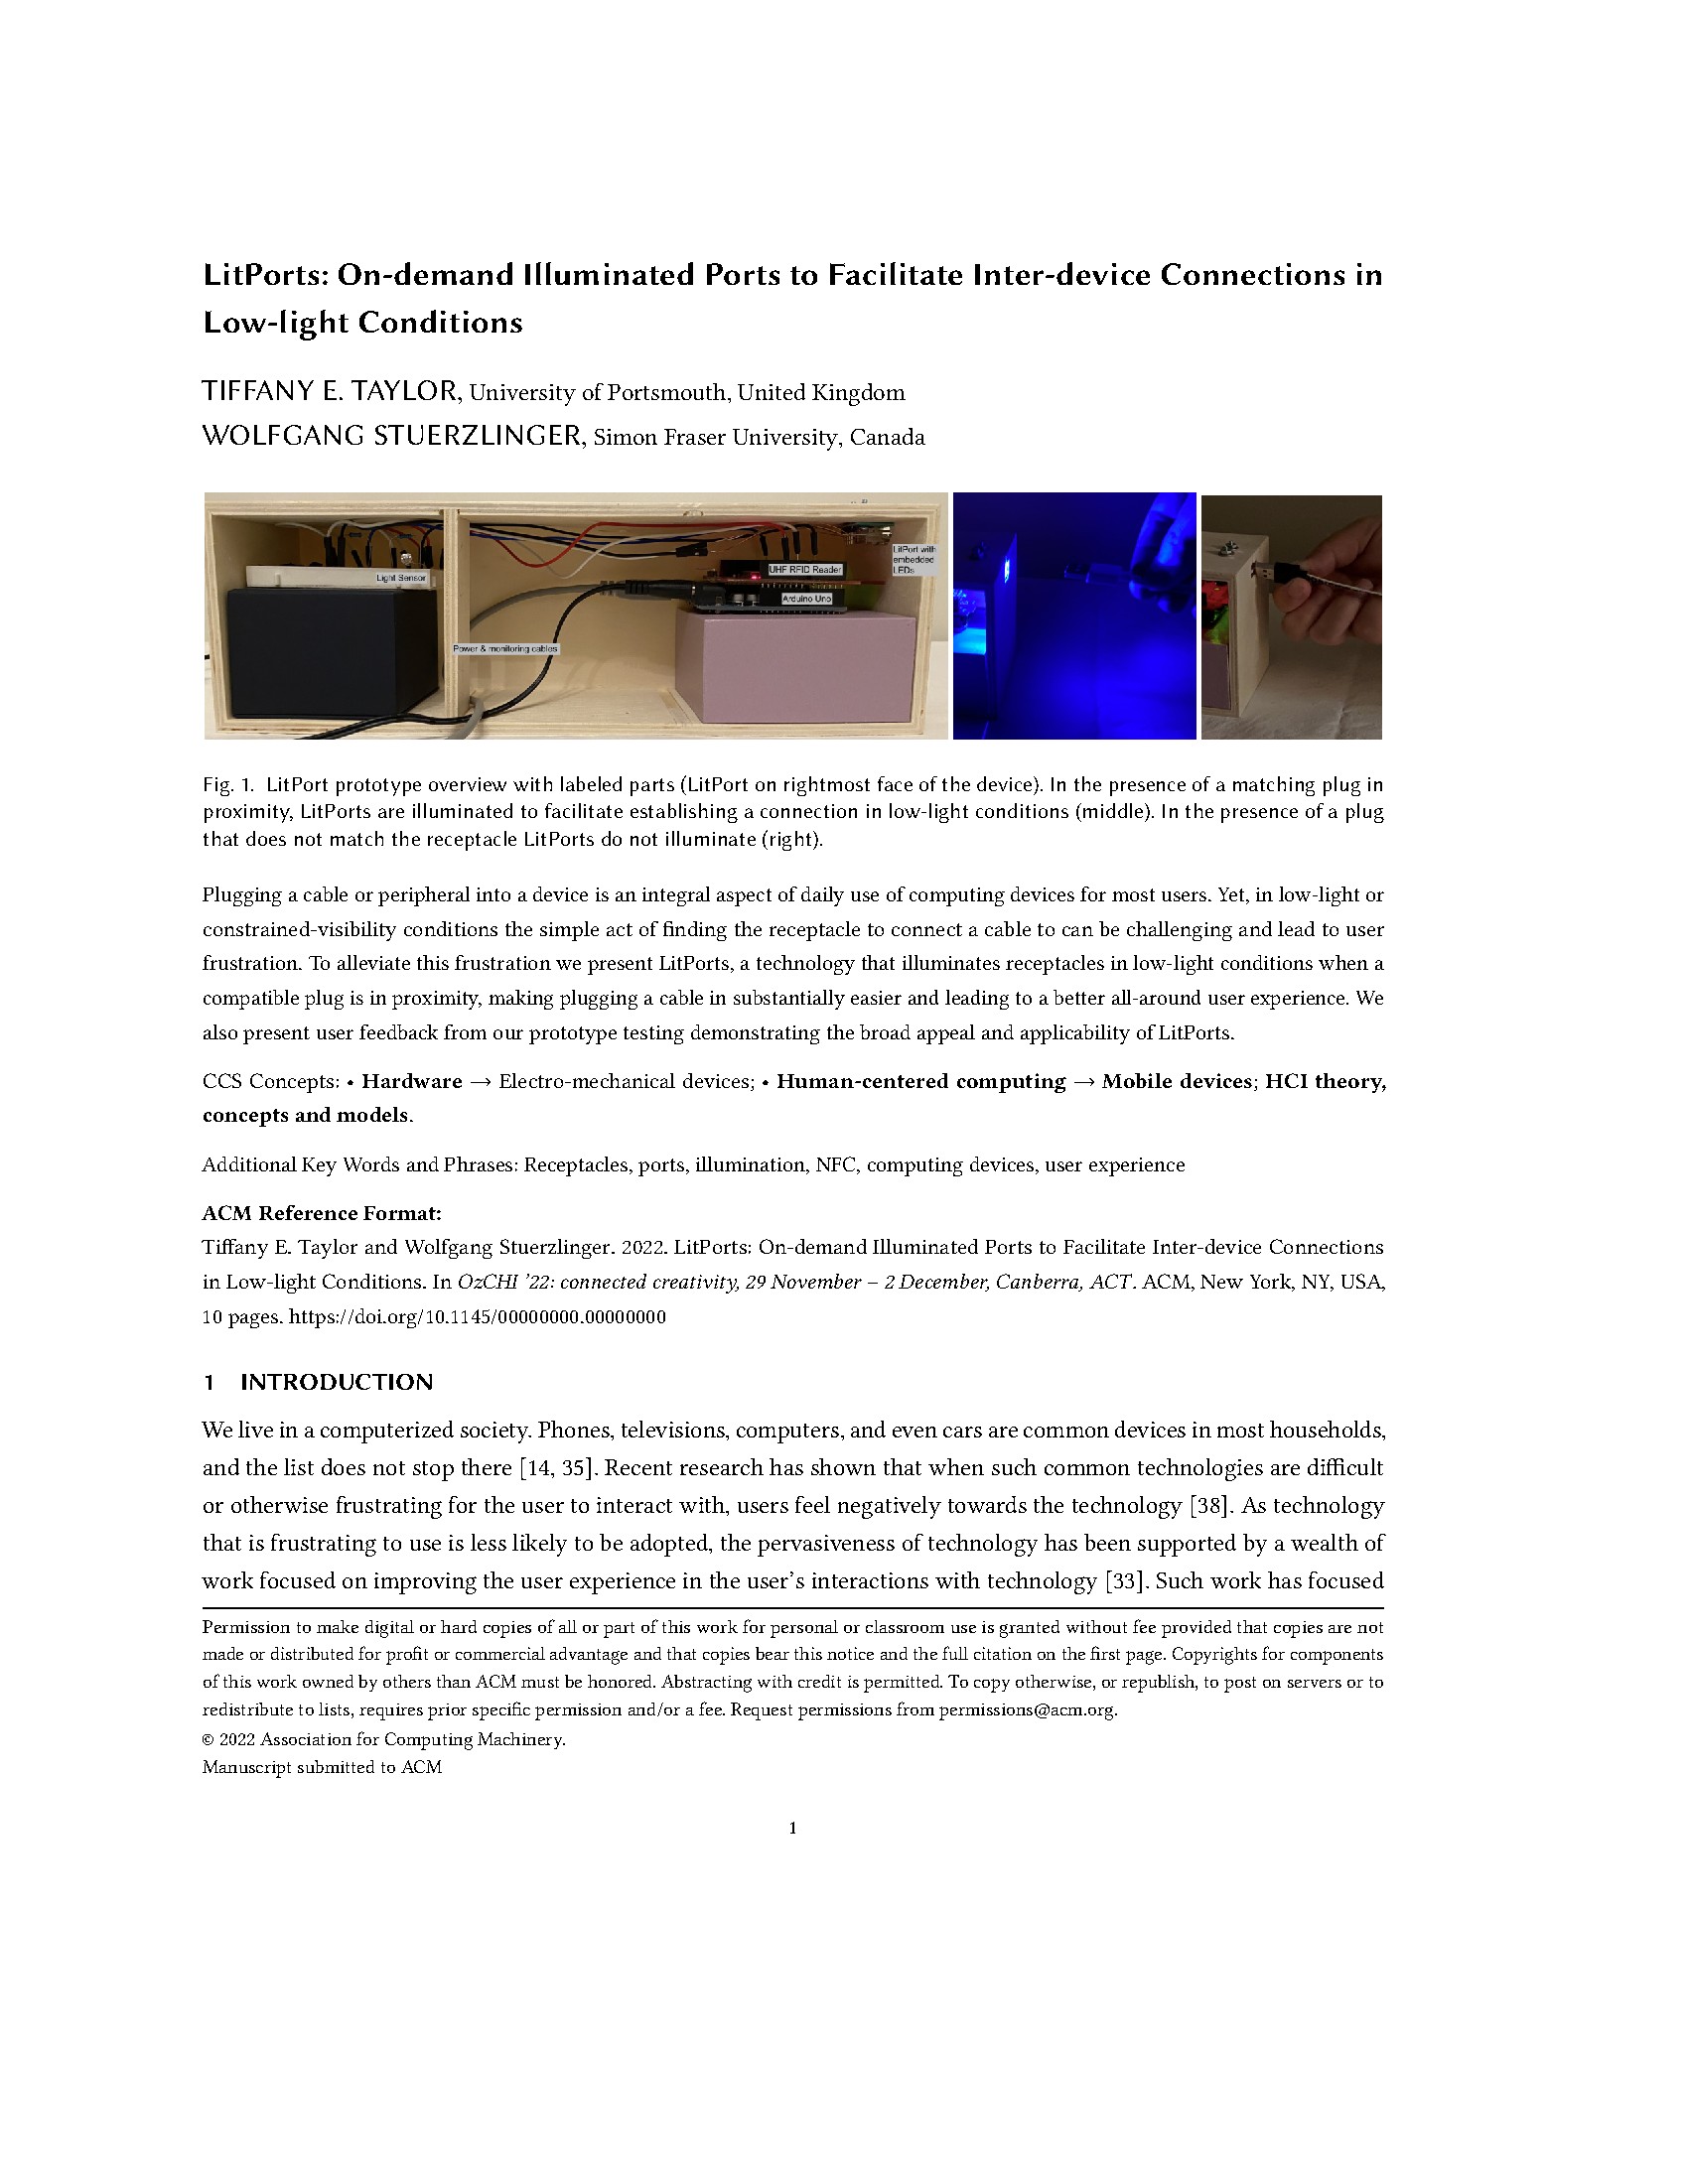 LitPorts: On-demand Illuminated Ports to Facilitate Inter-device Connections in
Low-light Conditions
TIFFANY E. TAYLOR, University of Portsmouth, United Kingdom
WOLFGANG STUERZLINGER, Simon Fraser University, Canada
Light Sensor
Power & monitoring cables
UHF RFID Reader
Arduino Uno
LitPort with
embedded
LEDs
Fig. 1. LitPort prototype overview with labeled parts (LitPort on rightmost face of the device). In the presence of a matching plug in
proximity, LitPorts are illuminated to facilitate establishing a connection in low-light conditions (middle). In the presence of a plug
that does not match the receptacle LitPorts do not illuminate (right).
Plugging a cable or peripheral into a device is an integral aspect of daily use of computing devices for most users. Yet, in low-light or
constrained-visibility conditions the simple act of finding the receptacle to connect a cable to can be challenging and lead to user
frustration. To alleviate this frustration we present LitPorts, a technology that illuminates receptacles in low-light conditions when a
compatible plug is in proximity, making plugging a cable in substantially easier and leading to a better all-around user experience. We
also present user feedback from our prototype testing demonstrating the broad appeal and applicability of LitPorts.
CCS Concepts: • Hardware → Electro-mechanical devices; • Human-centered computing → Mobile devices; HCI theory,
concepts and models.
Additional Key Words and Phrases: Receptacles, ports, illumination, NFC, computing devices, user experience
ACM Reference Format:
Tiffany E. Taylor and Wolfgang Stuerzlinger. 2022. LitPorts: On-demand Illuminated Ports to Facilitate Inter-device Connections
in Low-light Conditions. In OzCHI '22: connected creativity, 29 November – 2 December, Canberra, ACT. ACM, New York, NY, USA,
10 pages. https://doi.org/10.1145/00000000.00000000
1 INTRODUCTION
We live in a computerized society. Phones, televisions, computers, and even cars are common devices in most households,
and the list does not stop there [14, 35]. Recent research has shown that when such common technologies are difficult
or otherwise frustrating for the user to interact with, users feel negatively towards the technology [38]. As technology
that is frustrating to use is less likely to be adopted, the pervasiveness of technology has been supported by a wealth of
work focused on improving the user experience in the user's interactions with technology [33]. Such work has focused
Permission to make digital or hard copies of all or part of this work for personal or classroom use is granted without fee provided that copies are not
made or distributed for profit or commercial advantage and that copies bear this notice and the full citation on the first page. Copyrights for components
of this work owned by others than ACM must be honored. Abstracting with credit is permitted. To copy otherwise, or republish, to post on servers or to
redistribute to lists, requires prior specific permission and/or a fee. Request permissions from permissions@acm.org.
© 2022 Association for Computing Machinery.
Manuscript submitted to ACM
1